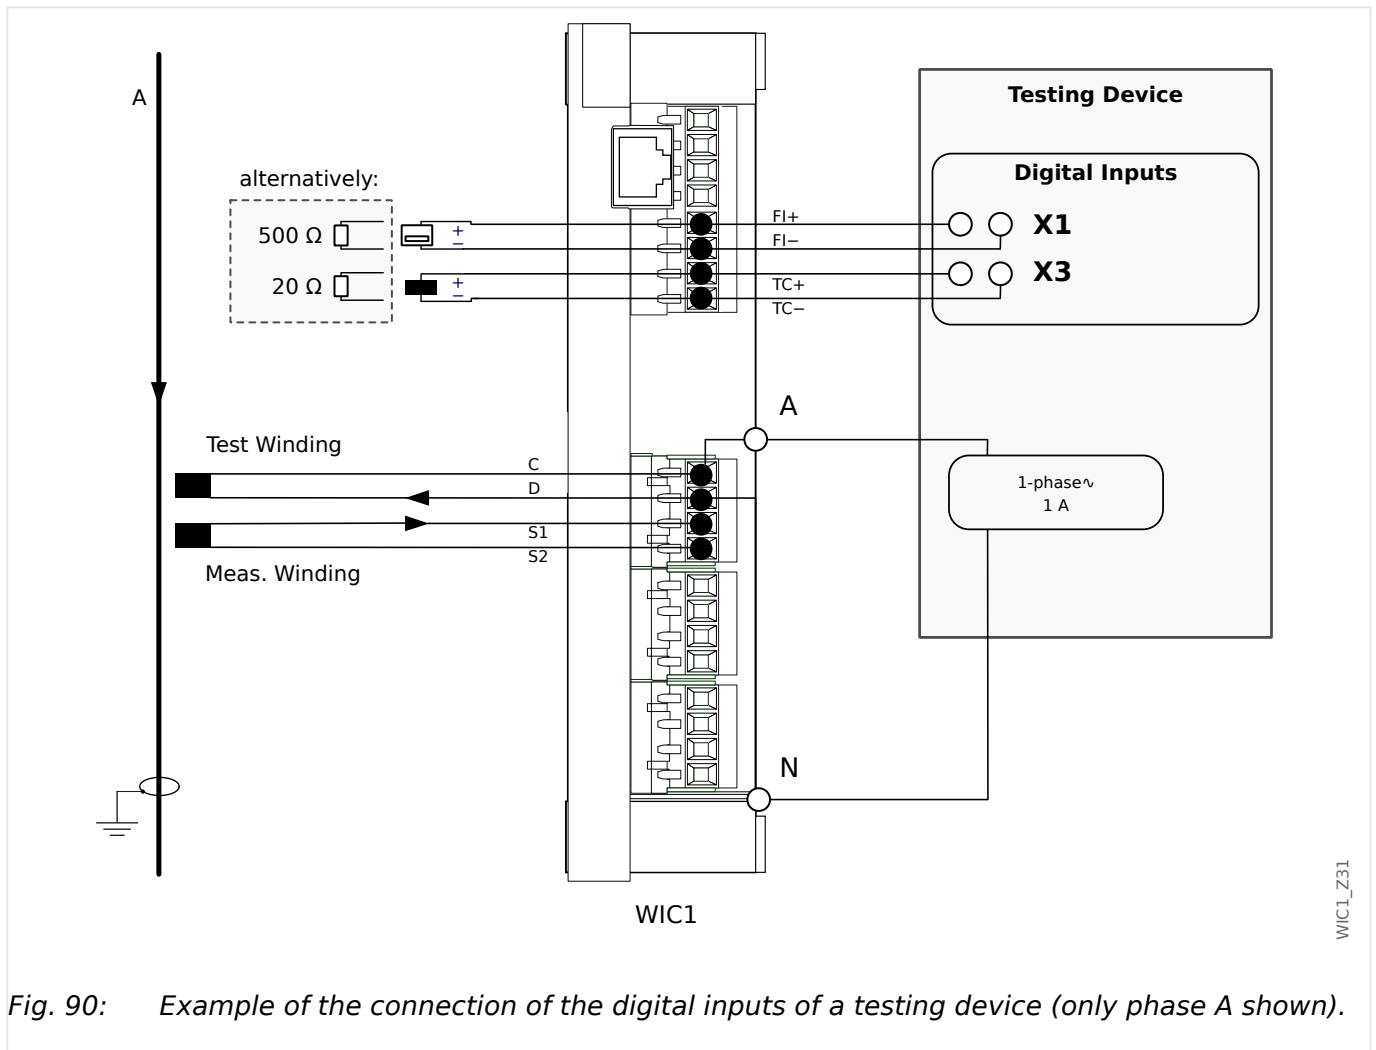 A
Testing Device
Digital Inputs
alternatively:
500 Ω
+
−
FI+
FI−
X1
20 Ω
+
−
TC+
TC−
X3
A
Test Winding
C
D
S1
S2
Meas. Winding
1-phase∿
1 A
N
WIC1
WIC1_Z31
Fig. 90: Example of the connection of the digital inputs of a testing device (only phase A shown).